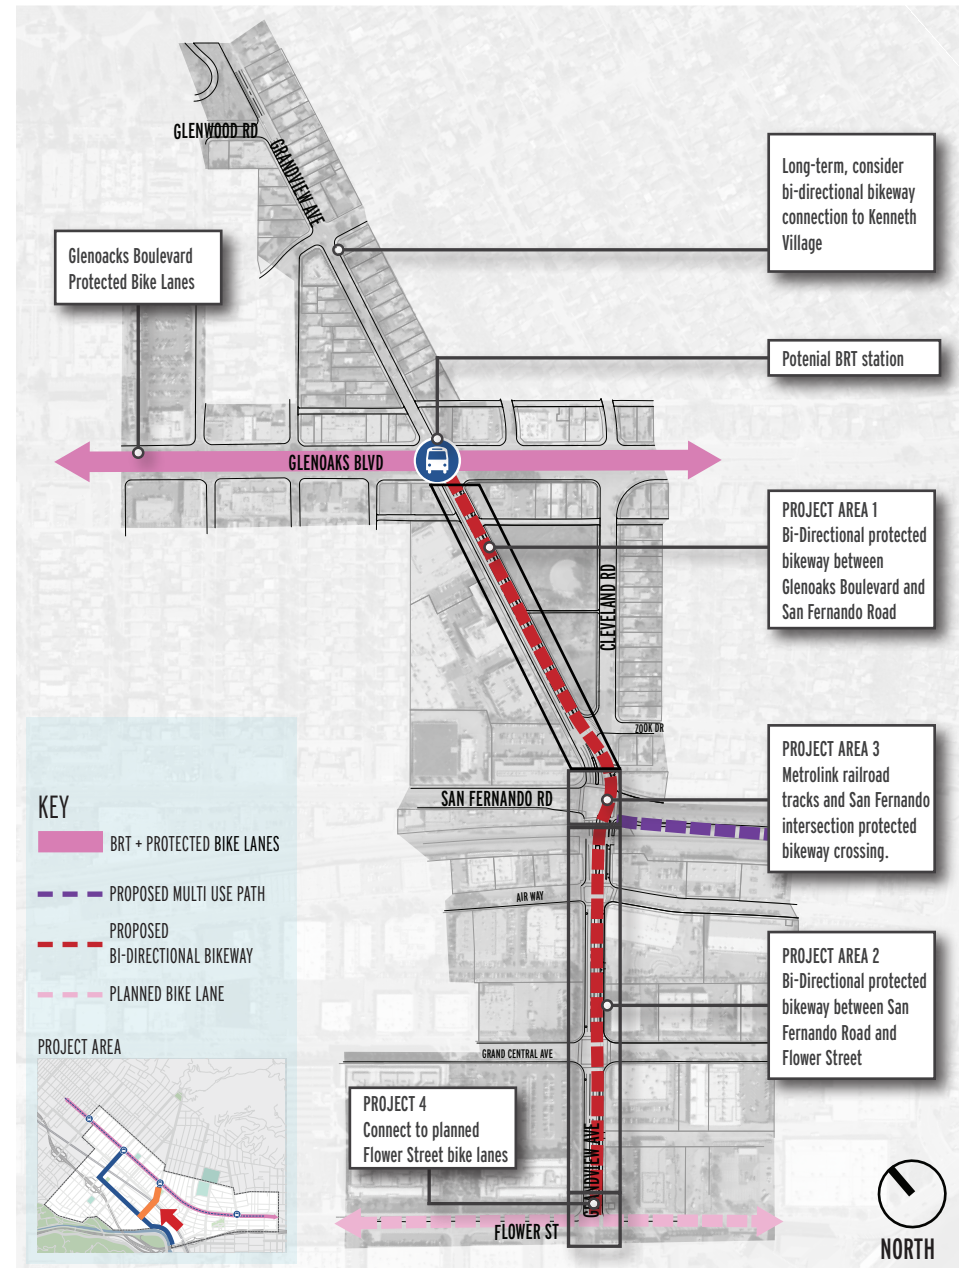 GLENWOOD RD
GRANDVIEW AVE
Long-term, consider
bi-directional bikeway
connection to Kenneth
Village
Glenoacks Boulevard
Protected Bike Lanes
Potenial BRT station
GLENOAKS BLVD
PROJECT AREA 1
Bi-Directional protected
bikeway between
Glenoaks Boulevard and
San Fernando Road
CLEVELAND RD
ZOOK DR
SAN FERNANDO RD
PROJECT AREA 3
Metrolink railroad
tracks and San Fernando
intersection protected
bikeway crossing.
AIR WAY
PROJECT AREA 2
Bi-Directional protected
bikeway between San
Fernando Road and
Flower Street
GRAND CENTRAL AVE
PROJECT 4
Connect to planned
Flower Street bike lanes
GRANDVIEW AVE
FLOWER ST
KEY
BRT + PROTECTED BIKE LANES
PROPOSED MULTI USE PATH
PROPOSED
BI-DIRECTIONAL BIKEWAY
PLANNED BIKE LANE
PROJECT AREA
NORTH